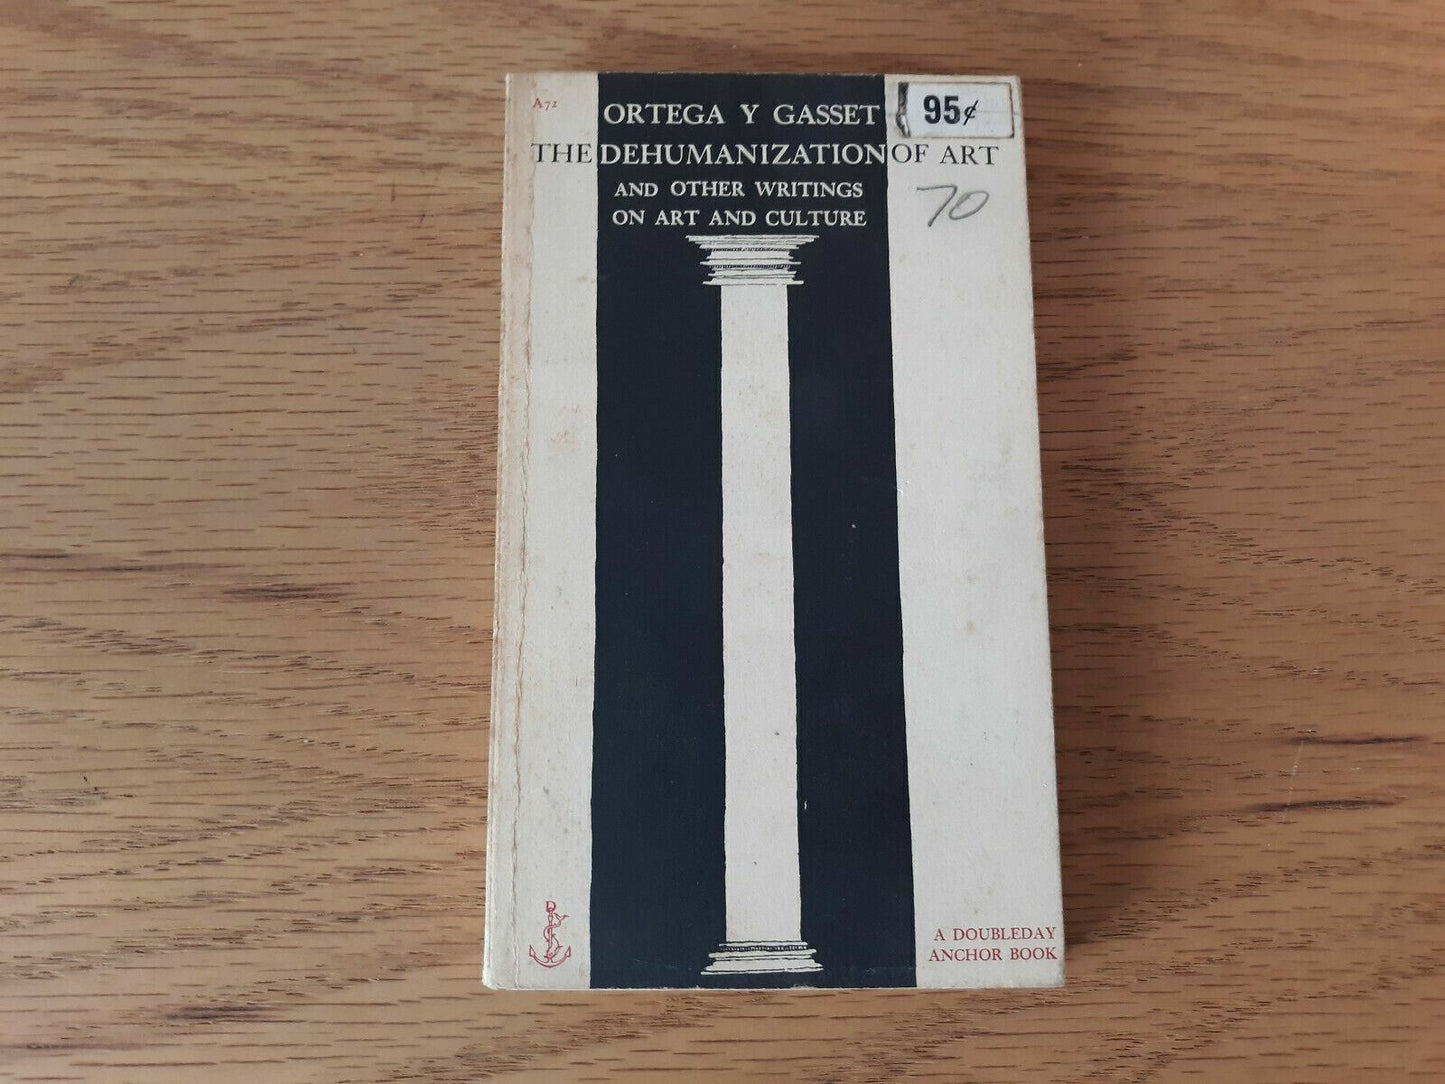 A72
ORTEGA Y GASSET
95¢
THE DEHUMANIZATION OF ART
AND OTHER WRITINGS
ON ART AND CULTURE
70
D
A DOUBLEDAY
ANCHOR BOOK